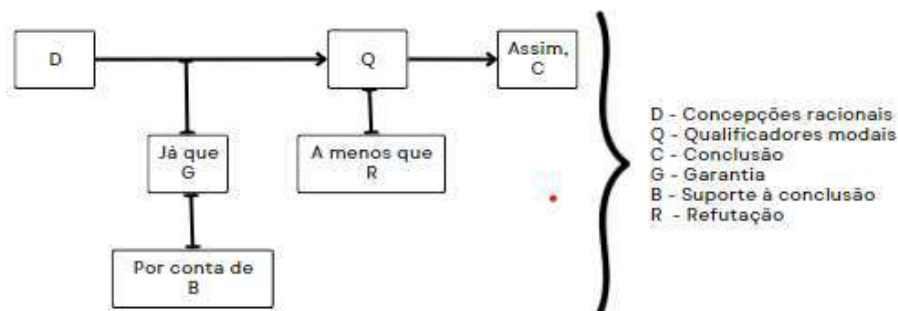 D
Q
Assim,
C
Já que
G
A menos que
R
Por conta de
B
D - Concepções racionais
Q - Qualificadores modais
C - Conclusão
G - Garantia
B - Suporte à conclusão
R - Refutação